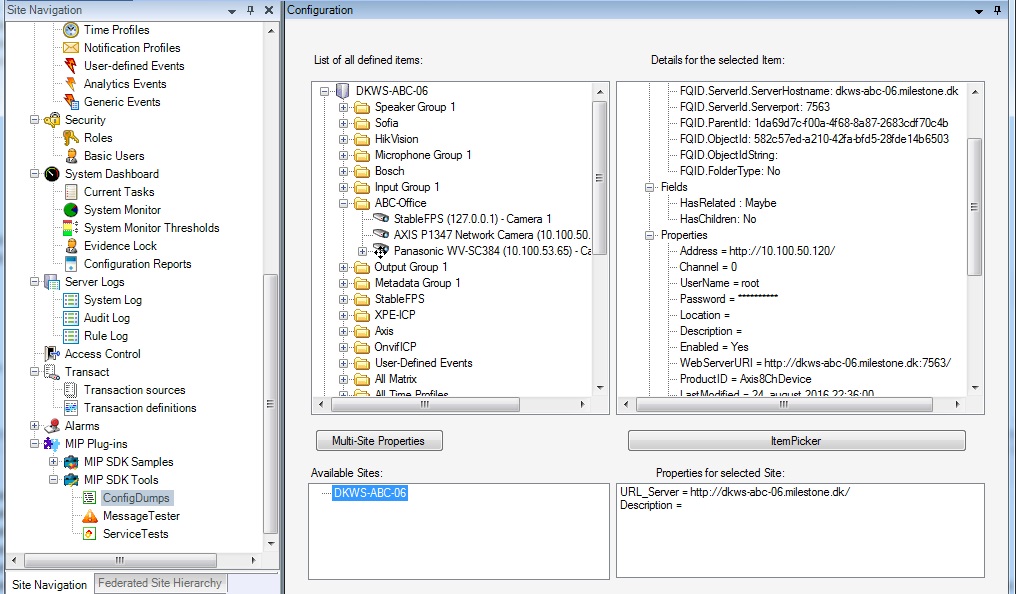 Site Navigation
Time Profiles
Notification Profiles
User-defined Events
Analytics Events
Generic Events
Security
Roles
Basic Users
System Dashboard
Current Tasks
System Monitor
System Monitor Thresholds
Evidence Lock
Configuration Reports
Server Logs
System Log
Audit Log
Rule Log
Access Control
Transact
Transaction sources
Transaction definitions
Alarms
MIP Plug-ins
MIP SDK Samples
MIP SDK Tools
ConfigDumps
MessageTester
ServiceTests
Site Navigation
Federated Site Hierarchy
Configuration
List of all defined items:
DKWS-ABC-06
Speaker Group 1
Sofia
HikVision
Microphone Group 1
Bosch
Input Group 1
ABC-Office
StableFPS (127.0.0.1) - Camera 1
AXIS P1347 Network Camera (10.100.50.
Panasonic WV-SC384 (10.100.53.65) - Ca
Output Group 1
Metadata Group 1
StableFPS
XPE-ICP
Axis
OnvifICP
User-Defined Events
All Matrix
All Time Profiles
Multi-Site Properties
Available Sites:
DKWS-ABC-06
Details for the selected Item:
FQID.ServerId.ServerHostname: dkws-abc-06.milestone.dk
FQID.ServerId.Serverport: 7563
FQID.ParentId: 1da69d7c-f00a-4f68-8a87-2683cdf70c4b
FQID.ObjectId: 582c57ed-a210-42fa-bfd5-28fde14b6503
FQID.ObjectIdString:
FQID.FolderType: No
Fields
HasRelated : Maybe
HasChildren: No
Properties
Address = http://10.100.50.120/
Channel = 0
UserName = root
Password = **********
Location =
Description =
Enabled = Yes
WebServerURI = http://dkws-abc-06.milestone.dk:7563/
ProductID = Axis8ChDevice
LastModified = 24. august 2016 22:36:00
ItemPicker
Properties for selected Site:
URL_Server = http://dkws-abc-06.milestone.dk/
Description =